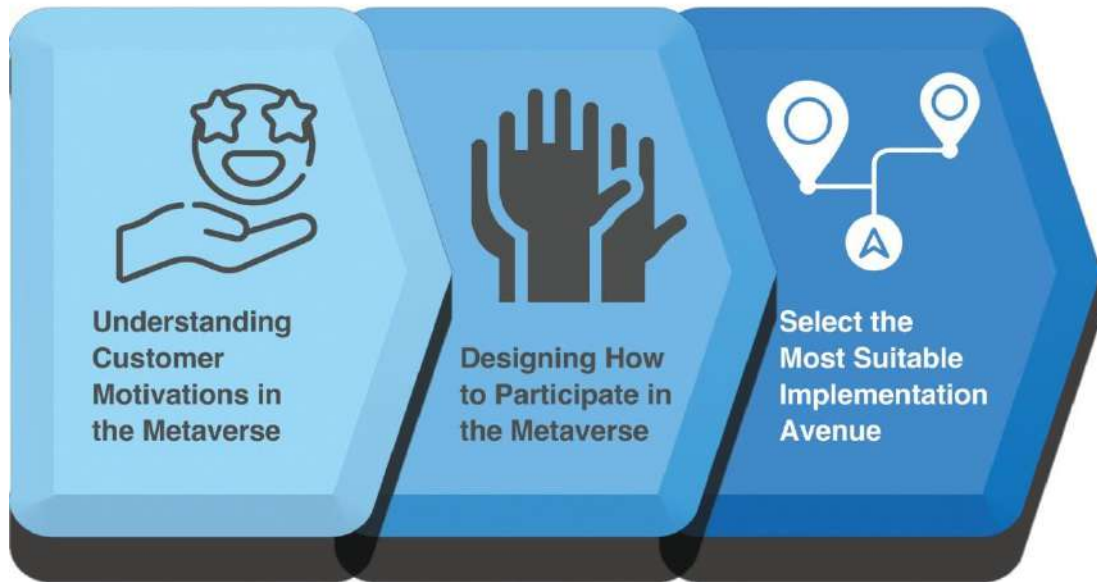 Understanding
Customer
Motivations in
the Metaverse
Designing How
to Participate in
the Metaverse
Select the
Most Suitable
Implementation
Avenue